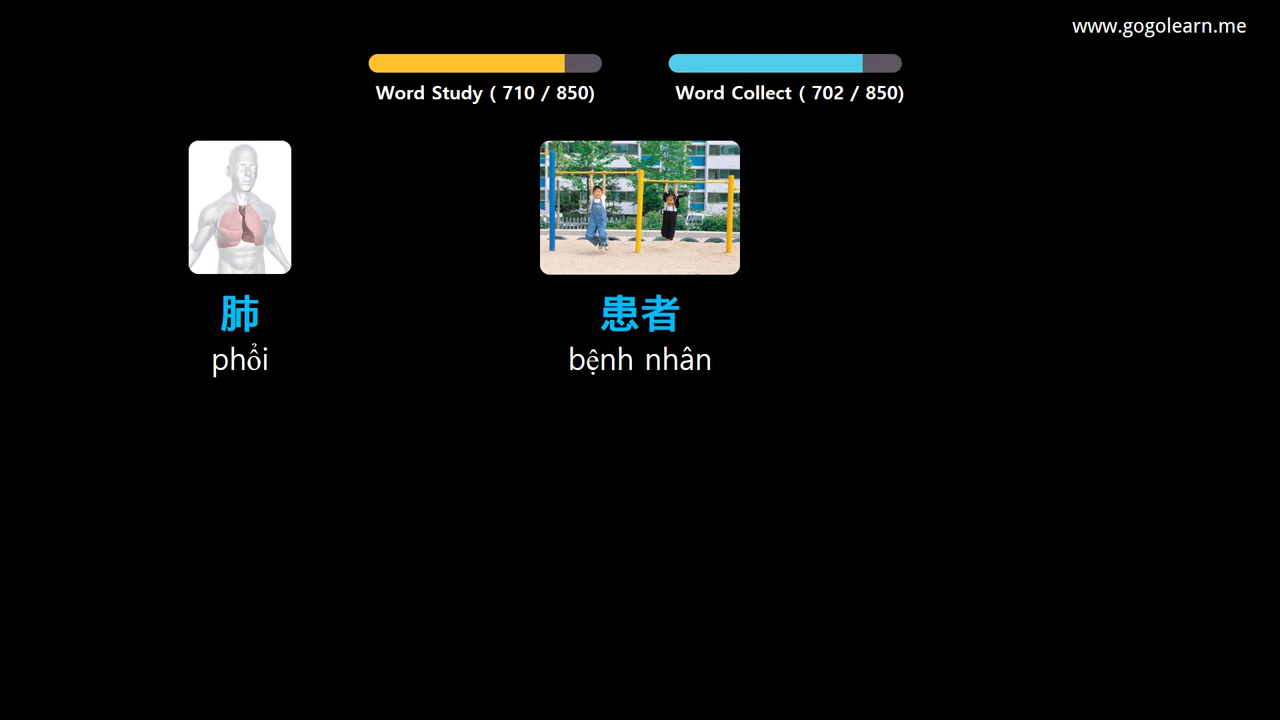 www.gogolearn.me
Word Study ( 710 / 850)
Word Collect ( 702 / 850)
肺
phổi
患者
bệnh nhân